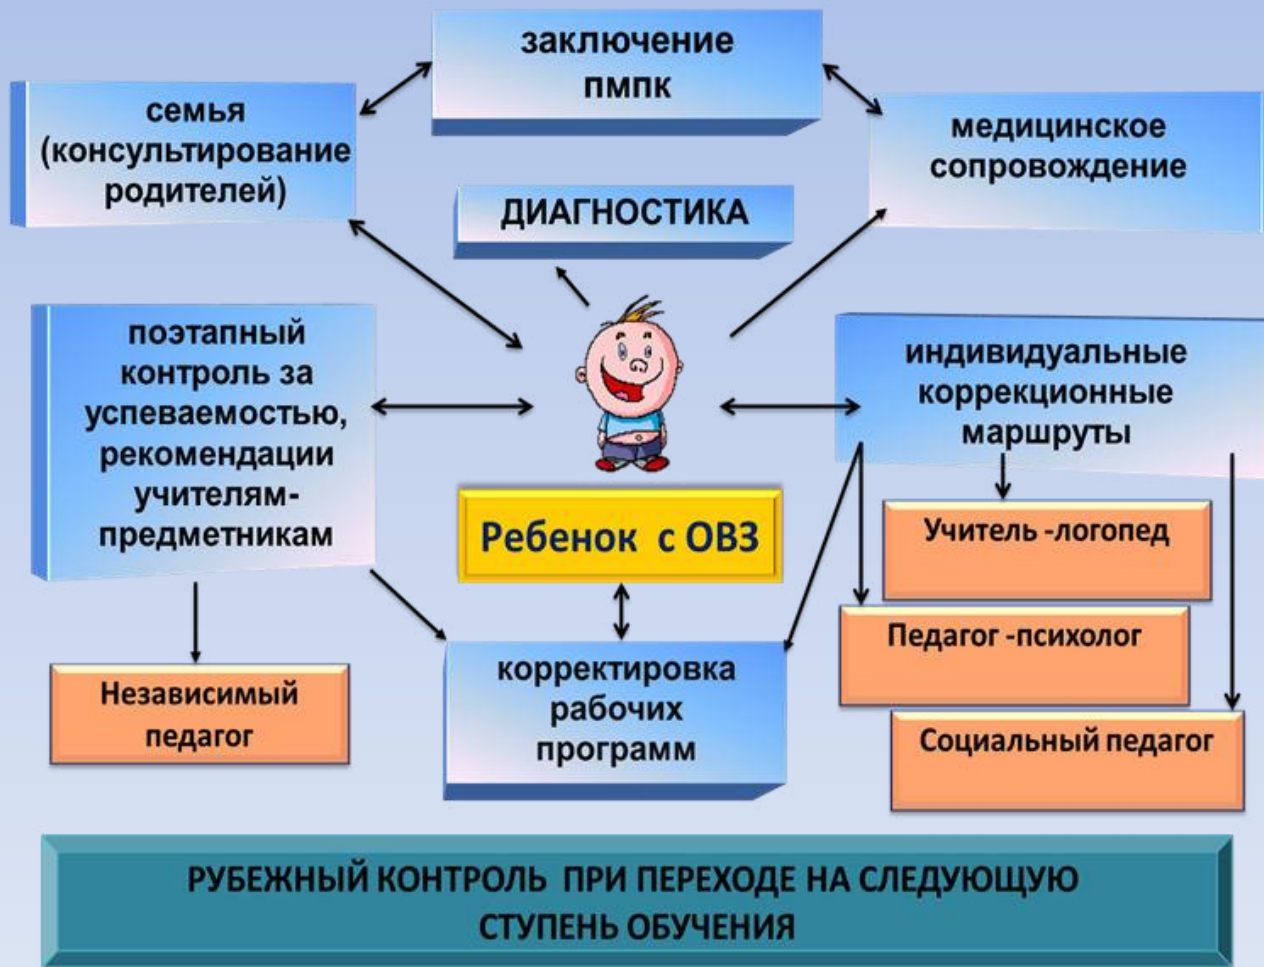 заключение
пмпк
семья
(консультирование
родителей)
медицинское
сопровождение
ДИАГНОСТИКА
поэтапный
контроль за
успеваемостью,
рекомендации
учителям-
предметникам
индивидуальные
коррекционные
маршруты
Ребенок с ОВЗ
Учитель -логопед
Педагог -психолог
Социальный педагог
Независимый
педагог
корректировка
рабочих
программ
РУБЕЖНЫЙ КОНТРОЛЬ ПРИ ПЕРЕХОДЕ НА СЛЕДУЮЩУЮ
СТУПЕНЬ ОБУЧЕНИЯ